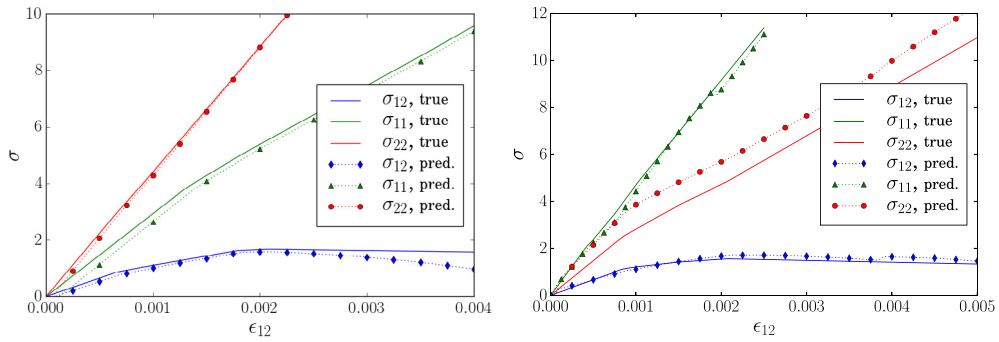 10
8
6
4
2
0
σ
0.000
0.001
0.002
0.003
0.004
ϵ12
σ12, true
σ11, true
σ22, true
σ12, pred.
σ11, pred.
σ22, pred.
12
10
8
6
4
2
0
σ
0.000
0.001
0.002
0.003
0.004
0.005
ϵ12
σ12, true
σ11, true
σ22, true
σ12, pred.
σ11, pred.
σ22, pred.